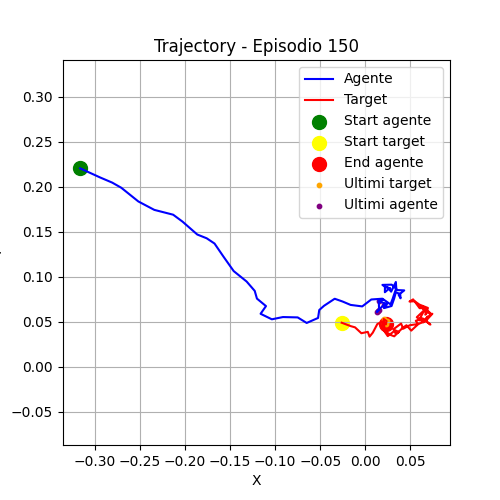 Trajectory - Episodio 150
Agente
Target
Start agente
Start target
End agente
Ultimi target
Ultimi agente
0.30
0.25
0.20
0.15
0.10
0.05
0.00
−0.05
−0.30 −0.25 −0.20 −0.15 −0.10 −0.05 0.00 0.05
X